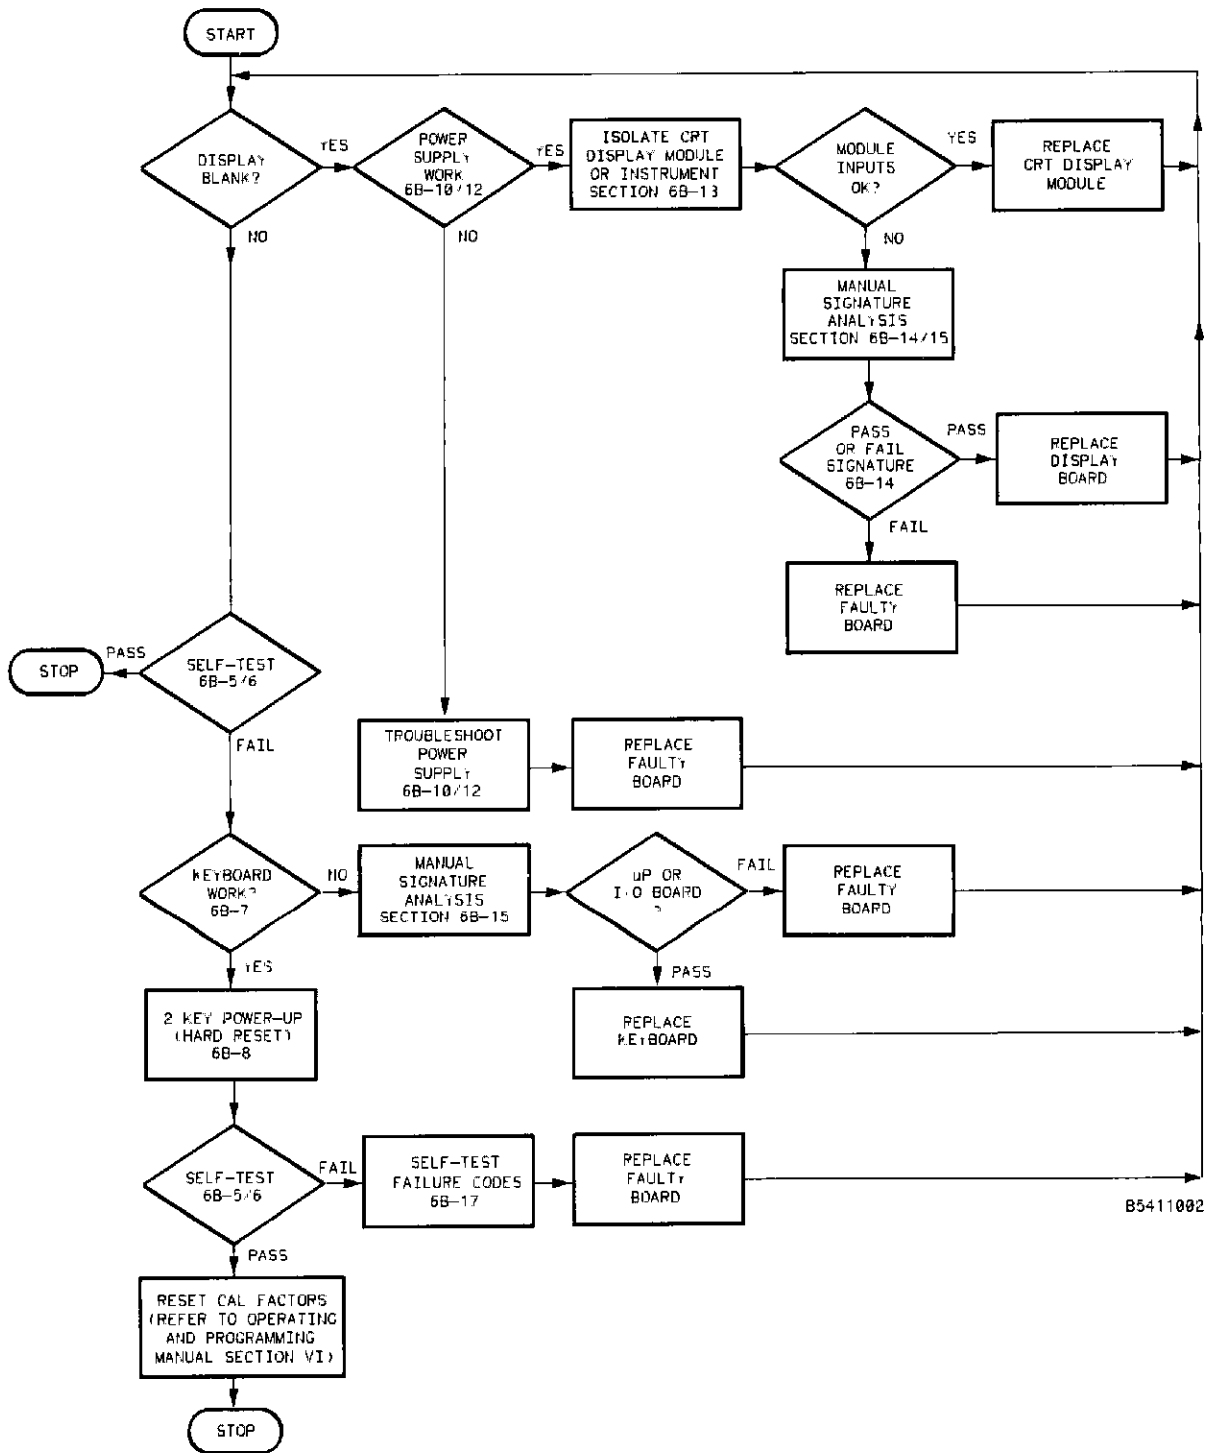 START
DISPLAY
BLANK?
YES
NO
POWER
SUPPLY
WORK
6B-10/12
YES
NO
ISOLATE CRT
DISPLAY MODULE
OR INSTRUMENT
SECTION 6B-13
MODULE
INPUTS
OK?
YES
NO
REPLACE
CRT DISPLAY
MODULE
MANUAL
SIGNATURE
ANALYSIS
SECTION 6B-14/15
PASS
OR FAIL
SIGNATURE
6B-14
PASS
FAIL
REPLACE
DISPLAY
BOARD
REPLACE
FAULTY
BOARD
STOP
PASS
SELF-TEST
6B-5/6
FAIL
TROUBLESHOOT
POWER
SUPPLY
6B-10/12
REPLACE
FAULTY
BOARD
KEYBOARD
WORK?
6B-7
NO
YES
MANUAL
SIGNATURE
ANALYSIS
SECTION 6B-15
µP OR
I/O BOARD
?
FAIL
PASS
REPLACE
FAULTY
BOARD
REPLACE
KEYBOARD
2 KEY POWER-UP
(HARD RESET)
6B-8
SELF-TEST
6B-5/6
FAIL
PASS
SELF-TEST
FAILURE CODES
6B-17
REPLACE
FAULTY
BOARD
B5411002
RESET CAL FACTORS
(REFER TO OPERATING
AND PROGRAMMING
MANUAL SECTION VI)
STOP